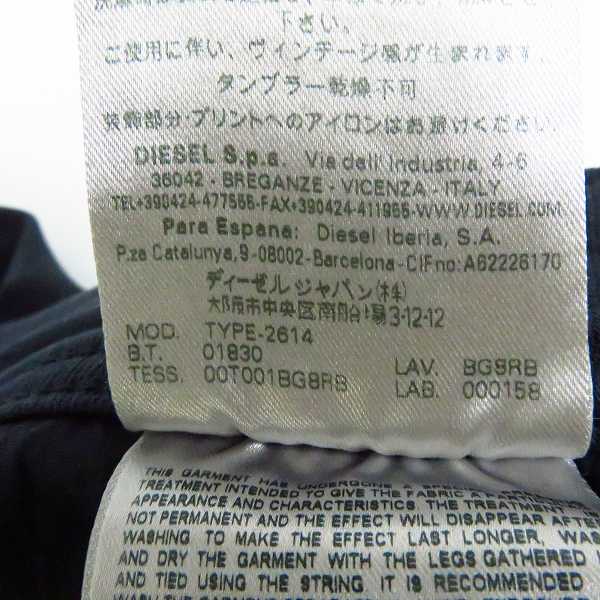 下さい。
ご使用に伴い、ヴィンテージ感が生まれます。
タンブラー乾燥不可
装飾部分・プリントへのアイロンはお避けください。
DIESEL S.p.a. Via dell'Industria, 4-6
36042 - BREGANZE - VICENZA - ITALY
TEL+390424-477555-FAX+390424-411955-WWW.DIESEL.COM
Para Espana: Diesel Iberia, S.A.
P.za Catalunya,9-08002-Barcelona-CIFno:A62226170
ディーゼルジャパン(株)
大阪市中央区南船場3-12-12
MOD. TYPE-2614
B.T. 01830
TESS. 00T001BG8RB LAV. BG8RB
LAB. 000158
THIS GARMENT HAS UNDERGONE A
TREATMENT INTENDED TO GIVE THE FABRIC A
APPEARANCE AND CHARACTERISTICS. THE TREATMENT
NOT PERMANENT AND THE EFFECT WILL DISAPPEAR AFTER
WASHING TO MAKE THE EFFECT LAST LONGER,
AND DRY THE GARMENT WITH THE LEGS GATHERED
AND TIED USING THE STRING. IT IS RECOMMENDED